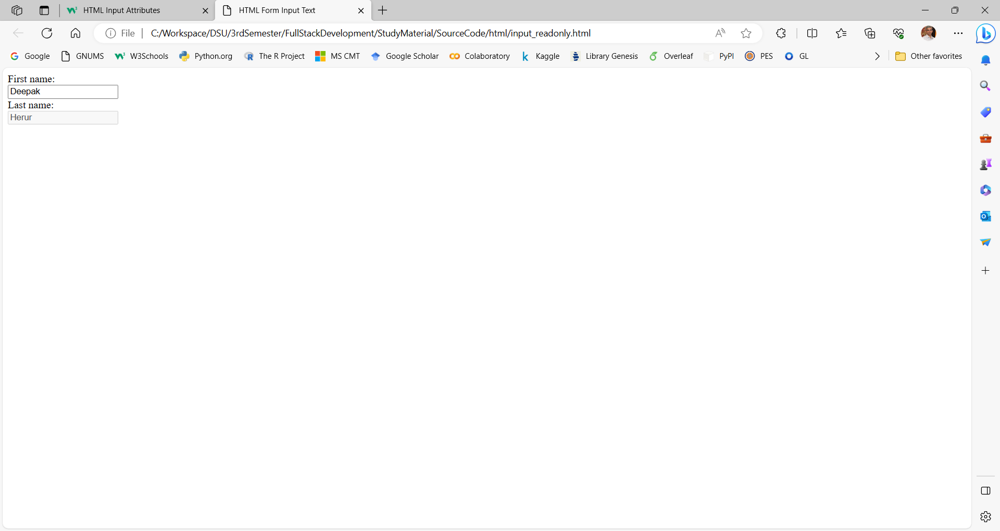 HTML Input Attributes
HTML Form Input Text
File
C:/Workspace/DSU/3rdSemester/FullStackDevelopment/StudyMaterial/SourceCode/html/input_readonly.html
Google GNUMS W3Schools Python.org The R Project MS CMT Google Scholar Colaboratory Kaggle Library Genesis Overleaf PyPI PES GL Other favorites
First name:
Deepak
Last name:
Herur